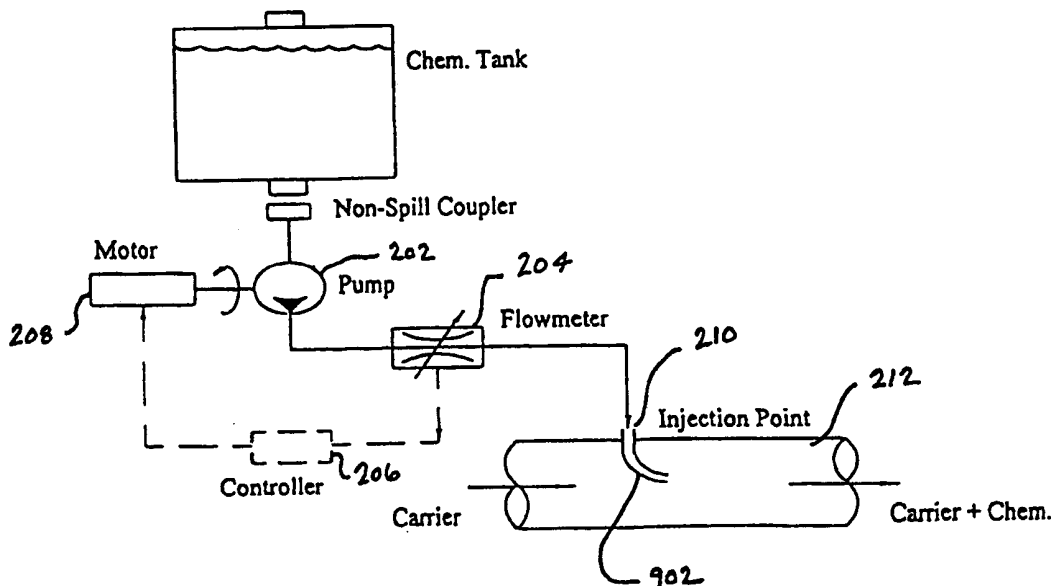 Chem. Tank
Non-Spill Coupler
Motor
202
204
Pump
Flowmeter
208
210
212
Injection Point
206
Controller
Carrier
Carrier + Chem.
902